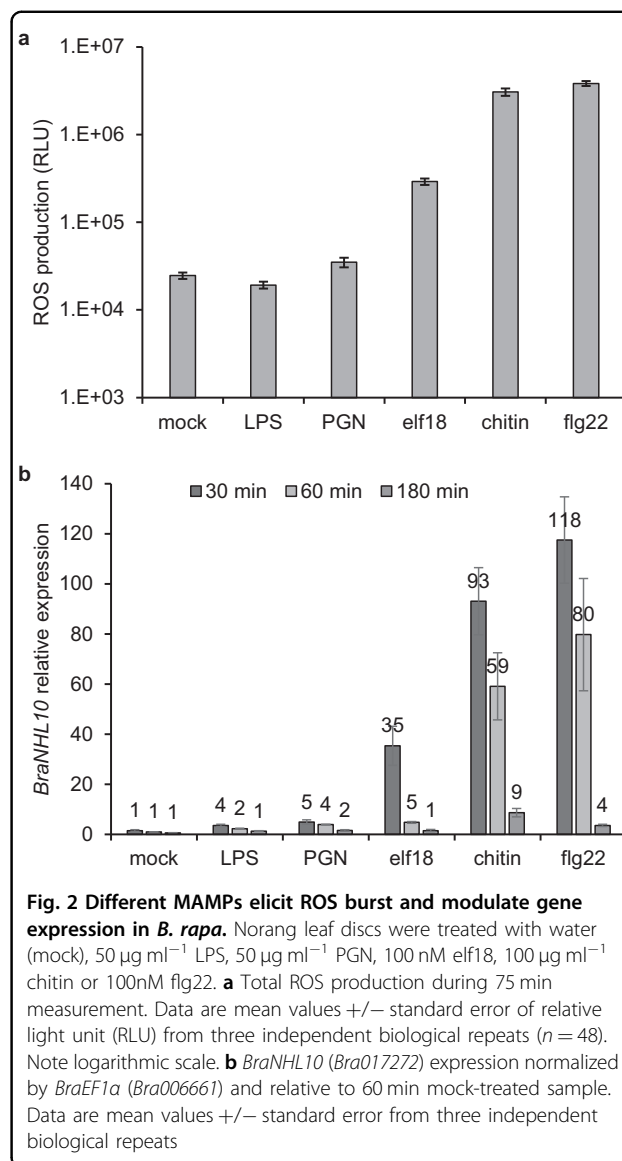 a
1.E+07
1.E+06
1.E+05
1.E+04
1.E+03
ROS production (RLU)
mock LPS PGN elf18 chitin flg22
b
140
120
100
80
60
40
20
0
BraNHL10 relative expression
30 min 60 min 180 min
1 1 1 4 2 1 5 4 2 35 5 1 93 59 9 118 80 4
mock LPS PGN elf18 chitin flg22
Fig. 2 Different MAMPs elicit ROS burst and modulate gene
expression in B. rapa. Norang leaf discs were treated with water
(mock), 50 µg ml−1 LPS, 50 µg ml−1 PGN, 100 nM elf18, 100 µg ml−1
chitin or 100nM flg22. a Total ROS production during 75 min
measurement. Data are mean values +/− standard error of relative
light unit (RLU) from three independent biological repeats (n = 48).
Note logarithmic scale. b BraNHL10 (Bra017272) expression normalized
by BraEF1a (Bra006661) and relative to 60 min mock-treated sample.
Data are mean values +/− standard error from three independent
biological repeats